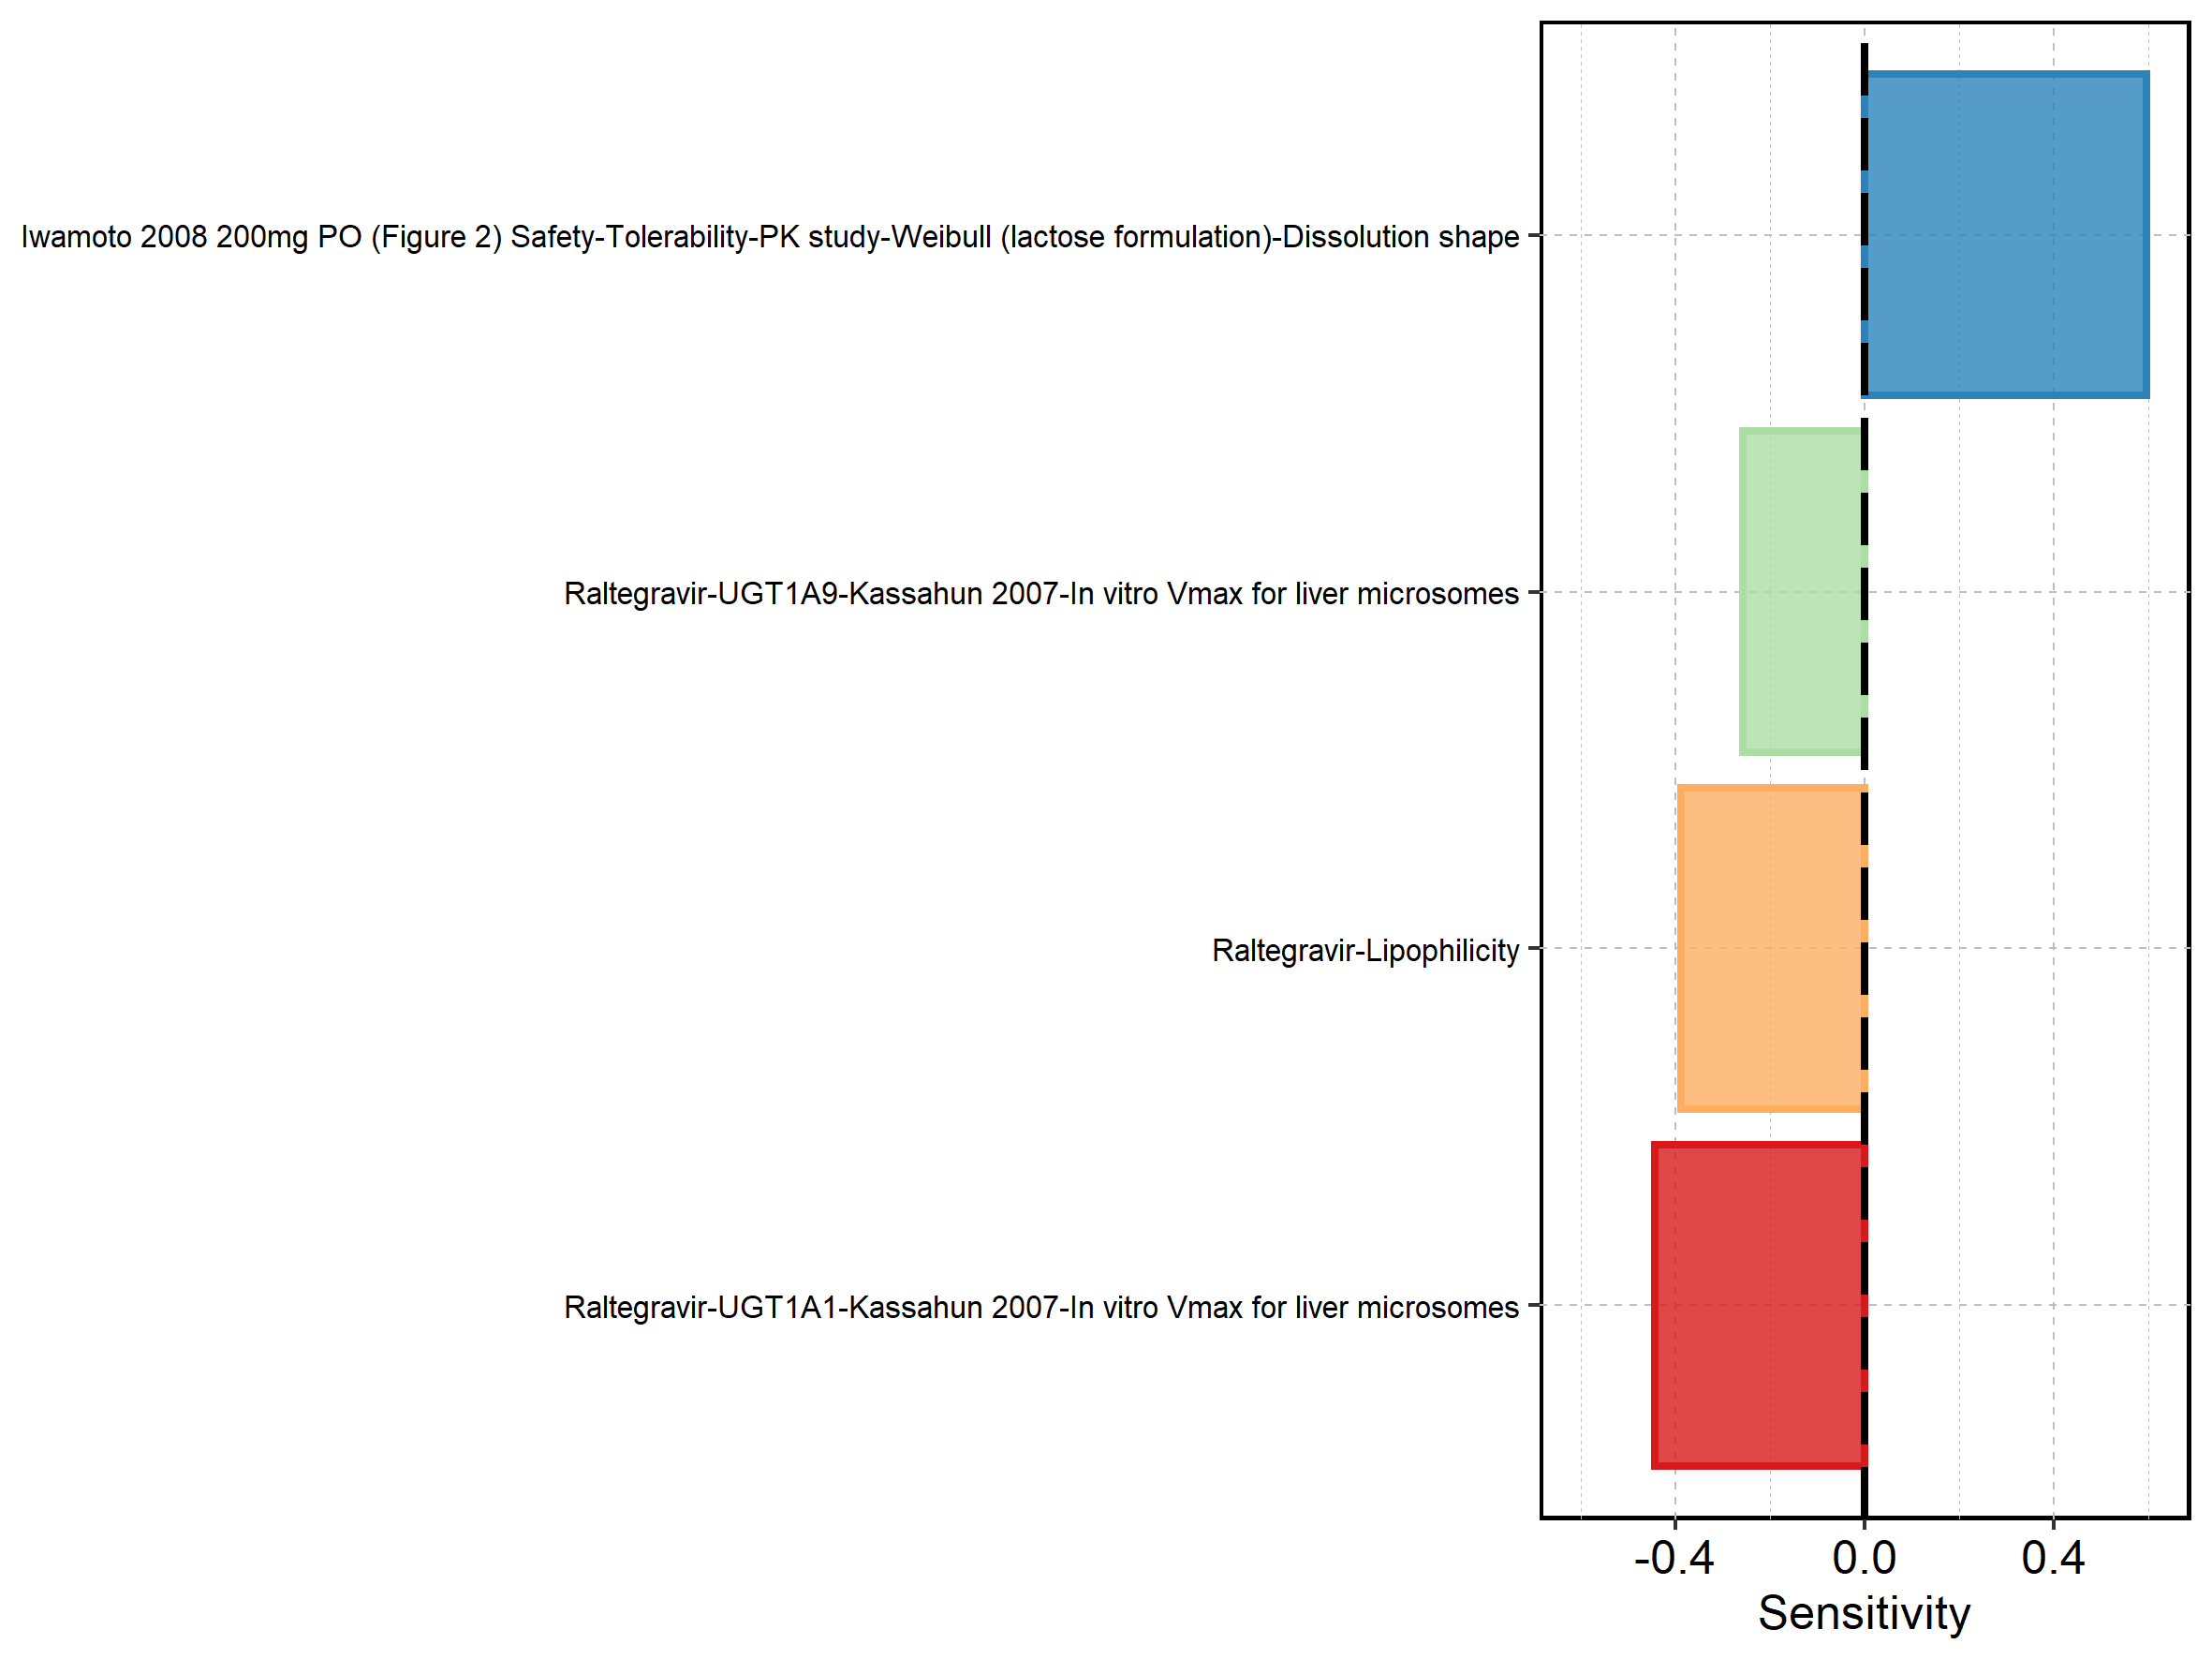 Iwamoto 2008 200mg PO (Figure 2) Safety-Tolerability-PK study-Weibull (lactose formulation)-Dissolution shape
Raltegravir-UGT1A9-Kassahun 2007-In vitro Vmax for liver microsomes
Raltegravir-Lipophilicity
Raltegravir-UGT1A1-Kassahun 2007-In vitro Vmax for liver microsomes
-0.4 0.0 0.4
Sensitivity